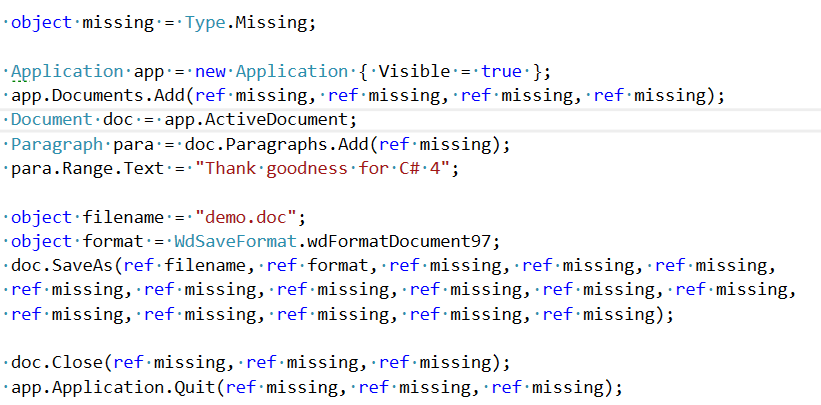 object missing = Type.Missing;
Application app = new Application { Visible = true };
app.Documents.Add(ref missing, ref missing, ref missing, ref missing);
Document doc = app.ActiveDocument;
Paragraph para = doc.Paragraphs.Add(ref missing);
para.Range.Text = "Thank goodness for C# 4";
object filename = "demo.doc";
object format = WdSaveFormat.wdFormatDocument97;
doc.SaveAs(ref filename, ref format, ref missing, ref missing, ref missing,
ref missing, ref missing, ref missing, ref missing, ref missing, ref missing,
ref missing, ref missing, ref missing, ref missing, ref missing);
doc.Close(ref missing, ref missing, ref missing);
app.Application.Quit(ref missing, ref missing, ref missing);